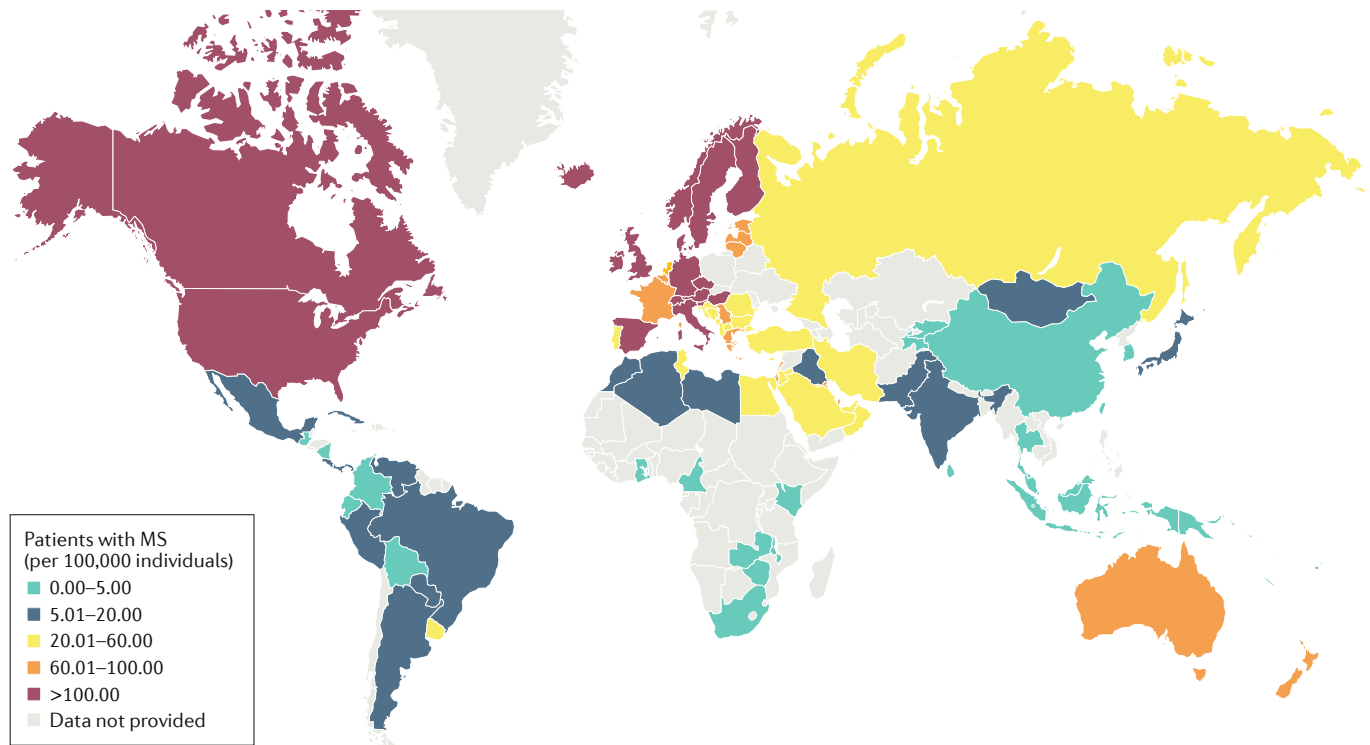 Patients with MS
(per 100,000 individuals)
0.00–5.00
5.01–20.00
20.01–60.00
60.01–100.00
>100.00
Data not provided